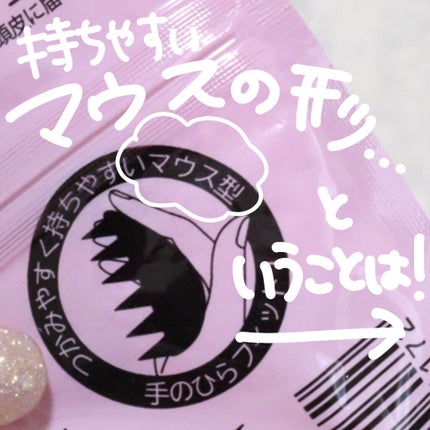 頭皮に届
持ちやすい
マウスの形ッ…
と
いうことは!
つかみやすく持ちやすいマウス型
手のひらフィッ